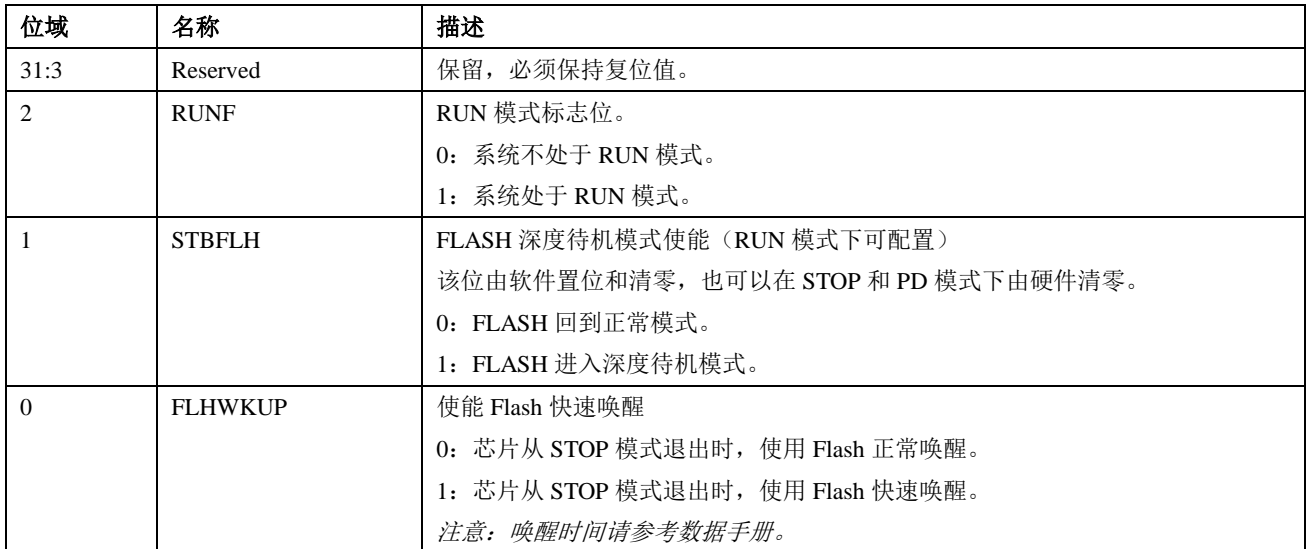 位域 名称 描述
31:3 Reserved 保留，必须保持复位值。
2 RUNF RUN 模式标志位。
0：系统不处于 RUN 模式。
1：系统处于 RUN 模式。
1 STBFLH FLASH 深度待机模式使能（RUN 模式下可配置）
该位由软件置位和清零，也可以在 STOP 和 PD 模式下由硬件清零。
0：FLASH 回到正常模式。
1：FLASH 进入深度待机模式。
0 FLHWKUP 使能 Flash 快速唤醒
0：芯片从 STOP 模式退出时，使用 Flash 正常唤醒。
1：芯片从 STOP 模式退出时，使用 Flash 快速唤醒。
注意：唤醒时间请参考数据手册。